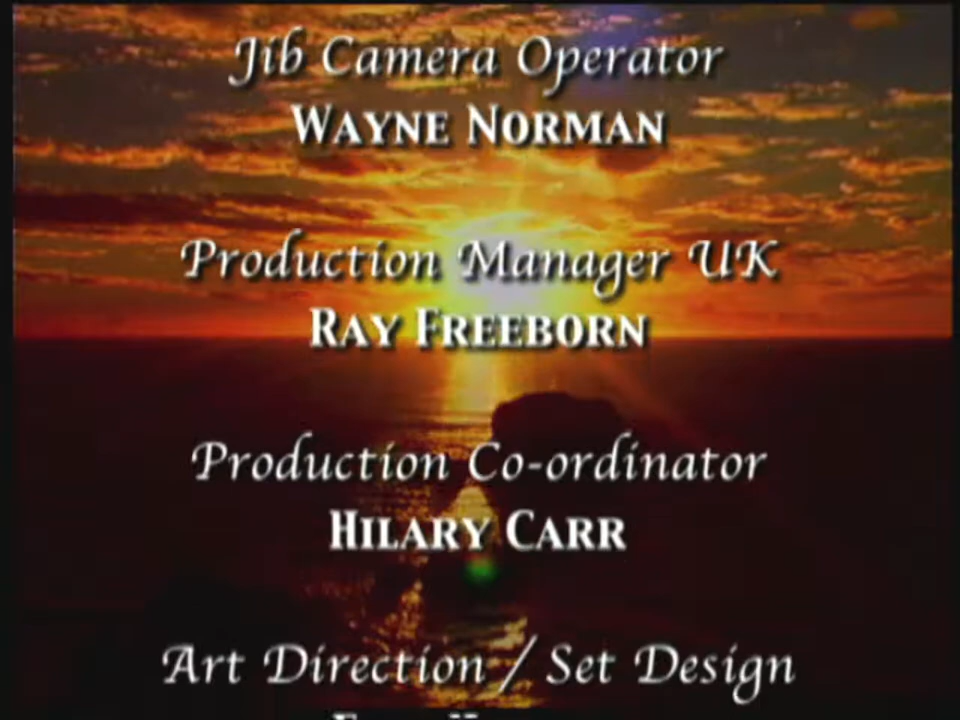 Jib Camera Operator
WAYNE NORMAN
Production Manager UK
RAY FREEBORN
Production Co-ordinator
HILARY CARR
Art Direction / Set Design